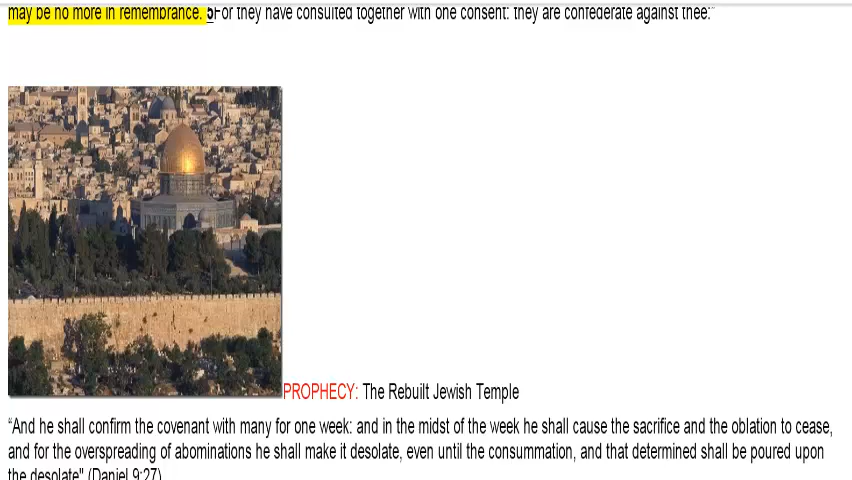 may be no more in remembrance. 5For they have consulted together with one consent: they are confederate against thee:"
PROPHECY: The Rebuilt Jewish Temple
“And he shall confirm the covenant with many for one week: and in the midst of the week he shall cause the sacrifice and the oblation to cease,
and for the overspreading of abominations he shall make it desolate, even until the consummation, and that determined shall be poured upon
the desolate" (Daniel 9:27)